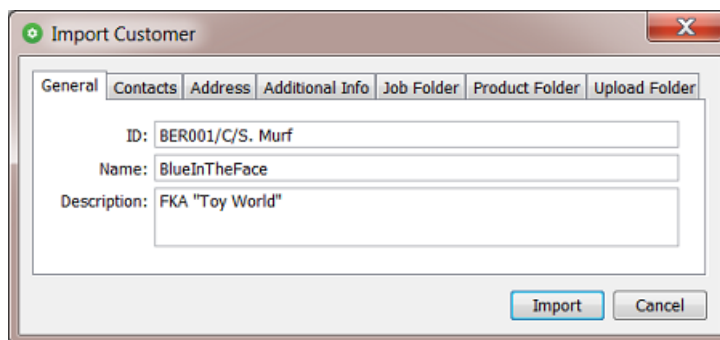 Import Customer
X
General Contacts Address Additional Info Job Folder Product Folder Upload Folder
ID: BER001/C/S. Murf
Name: BlueInTheFace
Description: FKA "Toy World"
Import Cancel